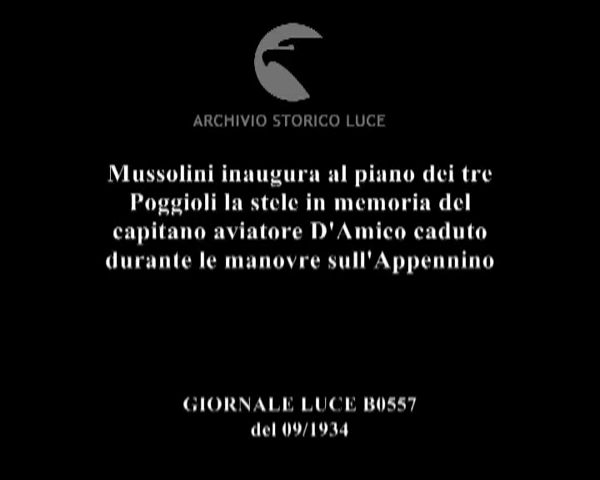 ARCHIVIO STORICO LUCE
Mussolini inaugura al piano dei tre
Poggioli la stele in memoria del
capitano aviatore D'Amico caduto
durante le manovre sull'Appennino
GIORNALE LUCE B0557
del 09/1934